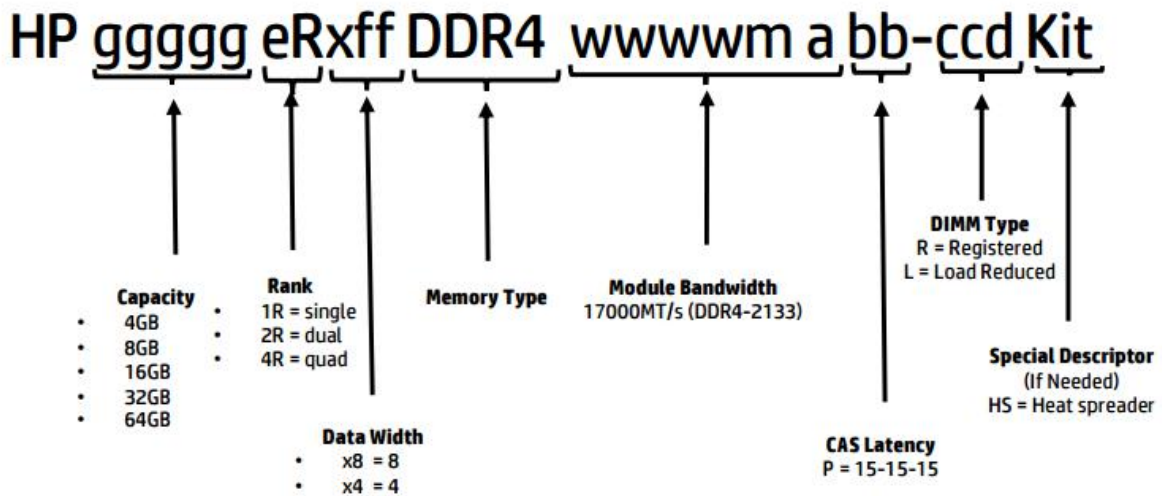 HP ggggg eRxff DDR4 wwwwm a bb-ccd Kit
Capacity
• 4GB
• 8GB
• 16GB
• 32GB
• 64GB
Rank
• 1R = single
• 2R = dual
• 4R = quad
Data Width
• x8 = 8
• x4 = 4
Memory Type
Module Bandwidth
17000MT/s (DDR4-2133)
CAS Latency
P = 15-15-15
DIMM Type
R = Registered
L = Load Reduced
Special Descriptor
(If Needed)
HS = Heat spreader